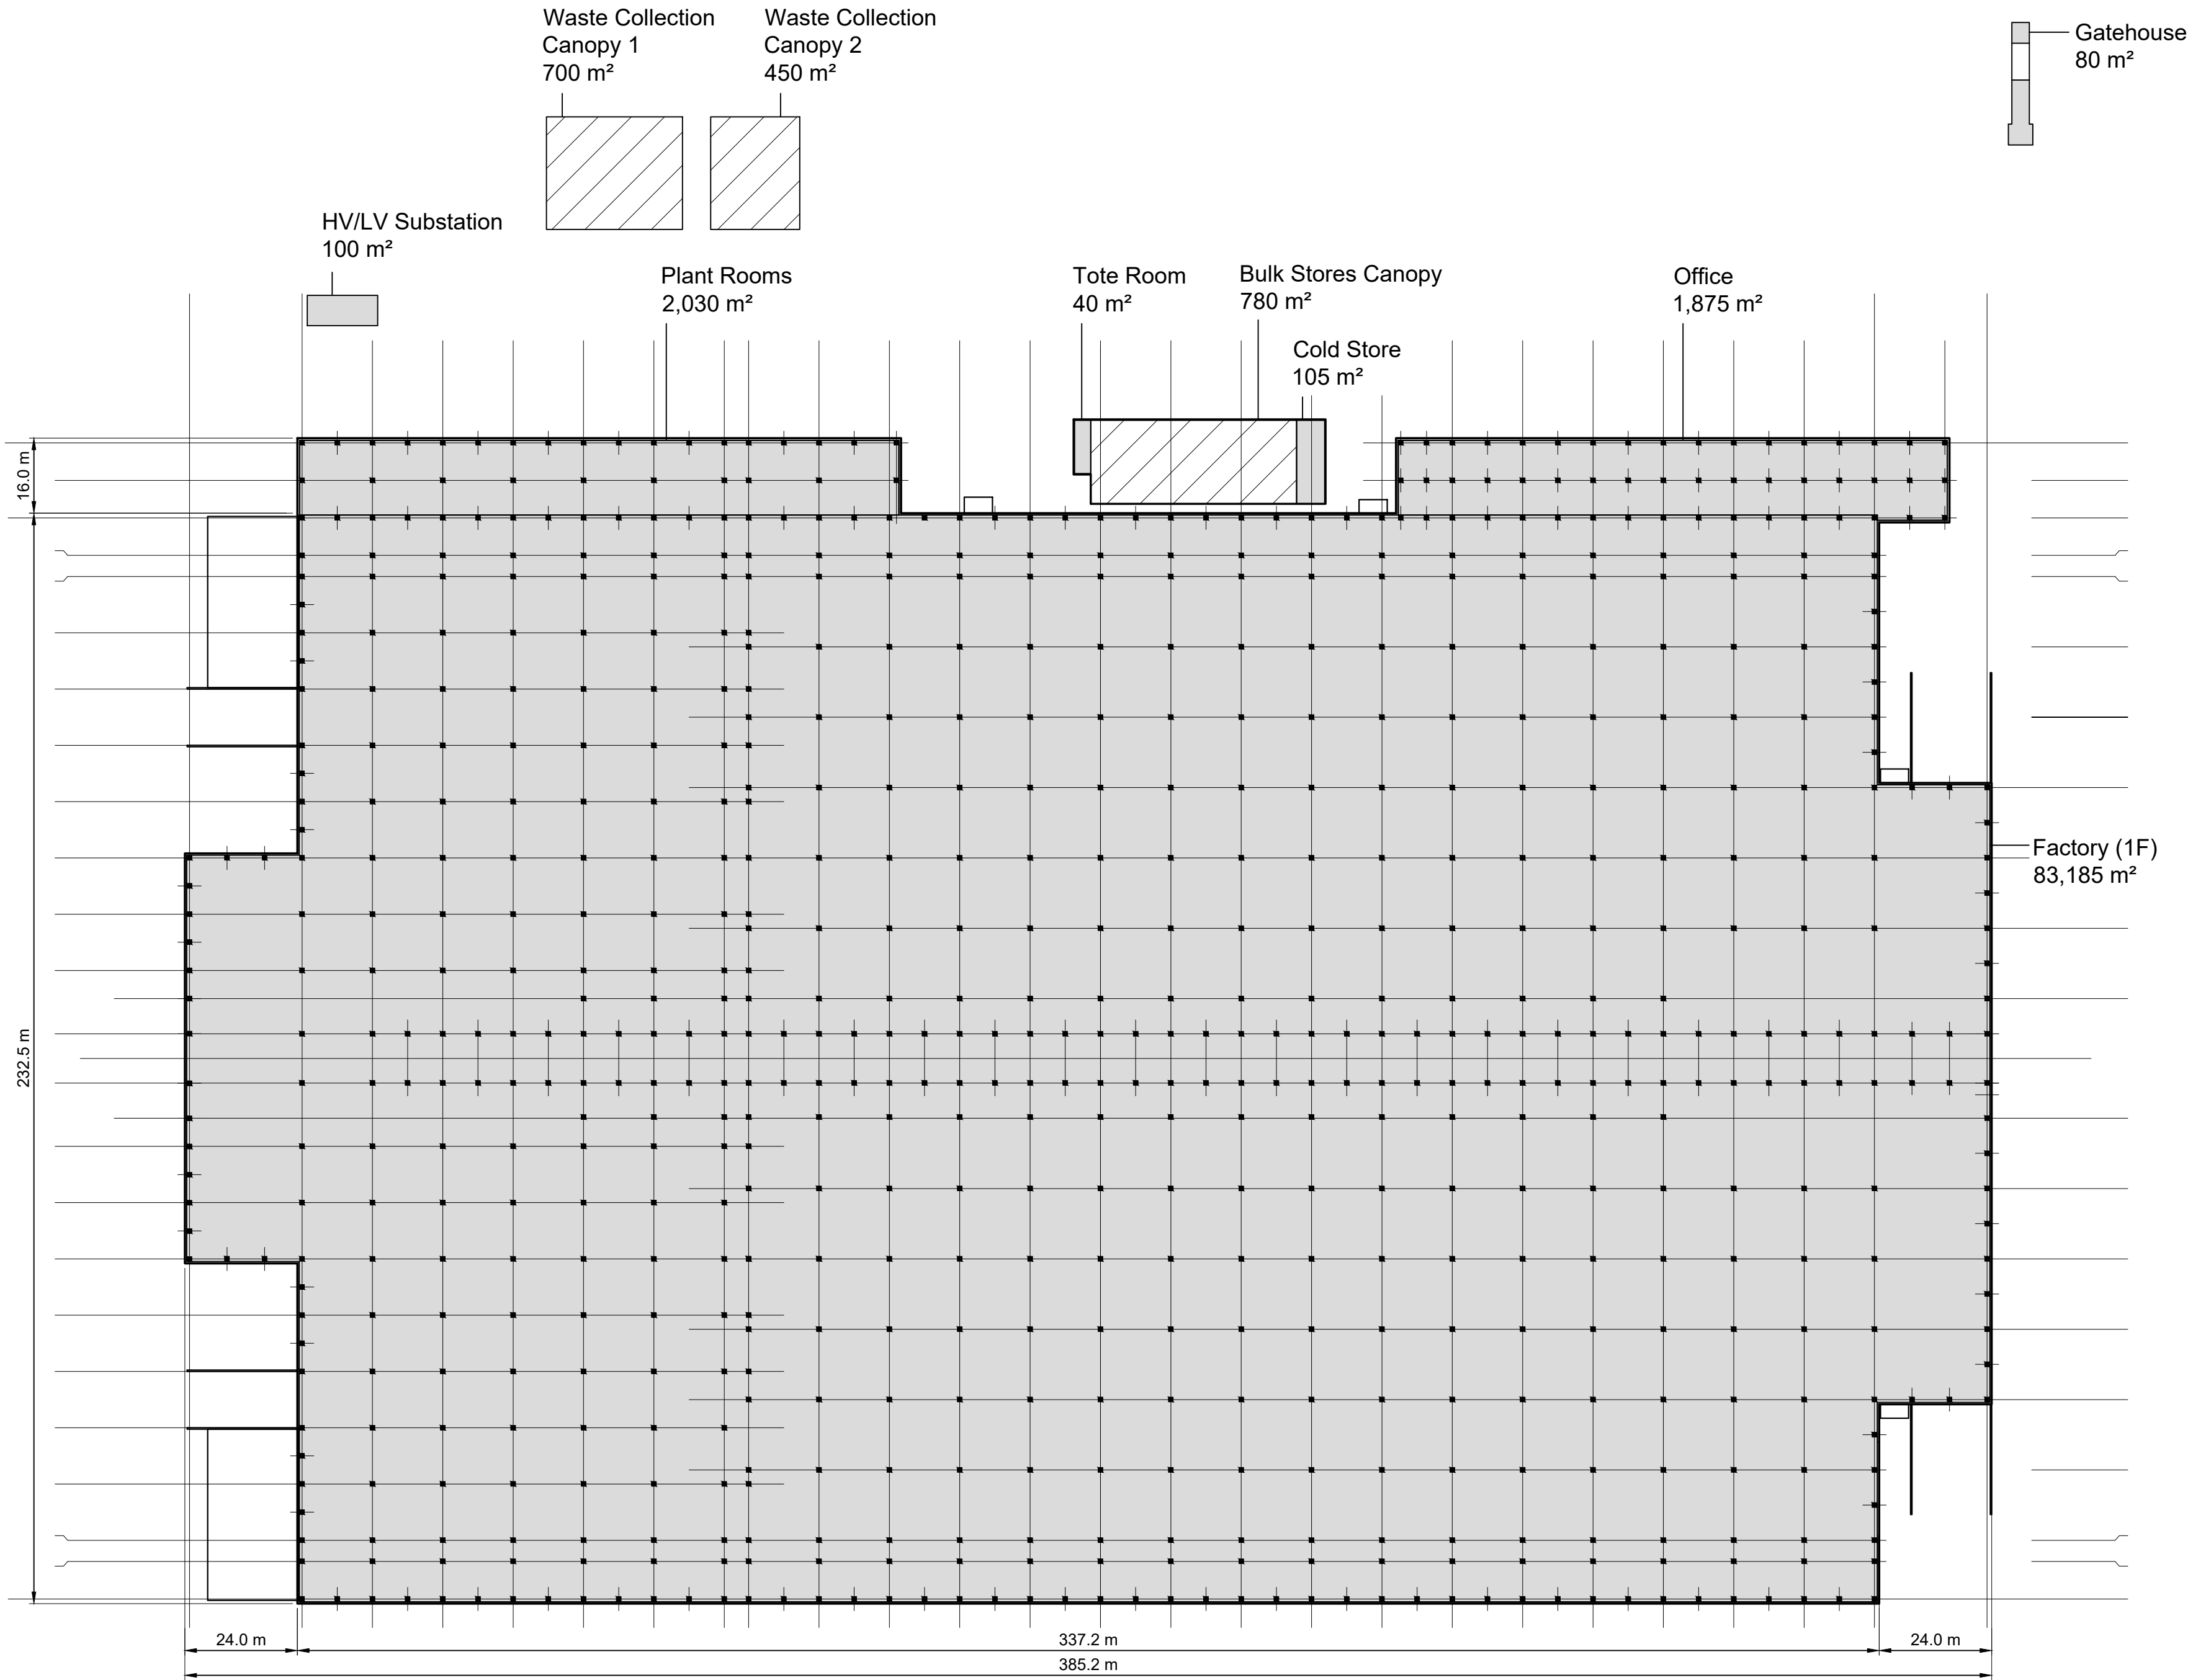 Waste Collection
Canopy 1
700 m²
Waste Collection
Canopy 2
450 m²
Gatehouse
80 m²
HV/LV Substation
100 m²
Plant Rooms
2,030 m²
Tote Room
40 m²
Bulk Stores Canopy
780 m²
Office
1,875 m²
Cold Store
105 m²
16.0 m
Factory (1F)
83,185 m²
232.5 m
24.0 m
337.2 m
24.0 m
385.2 m